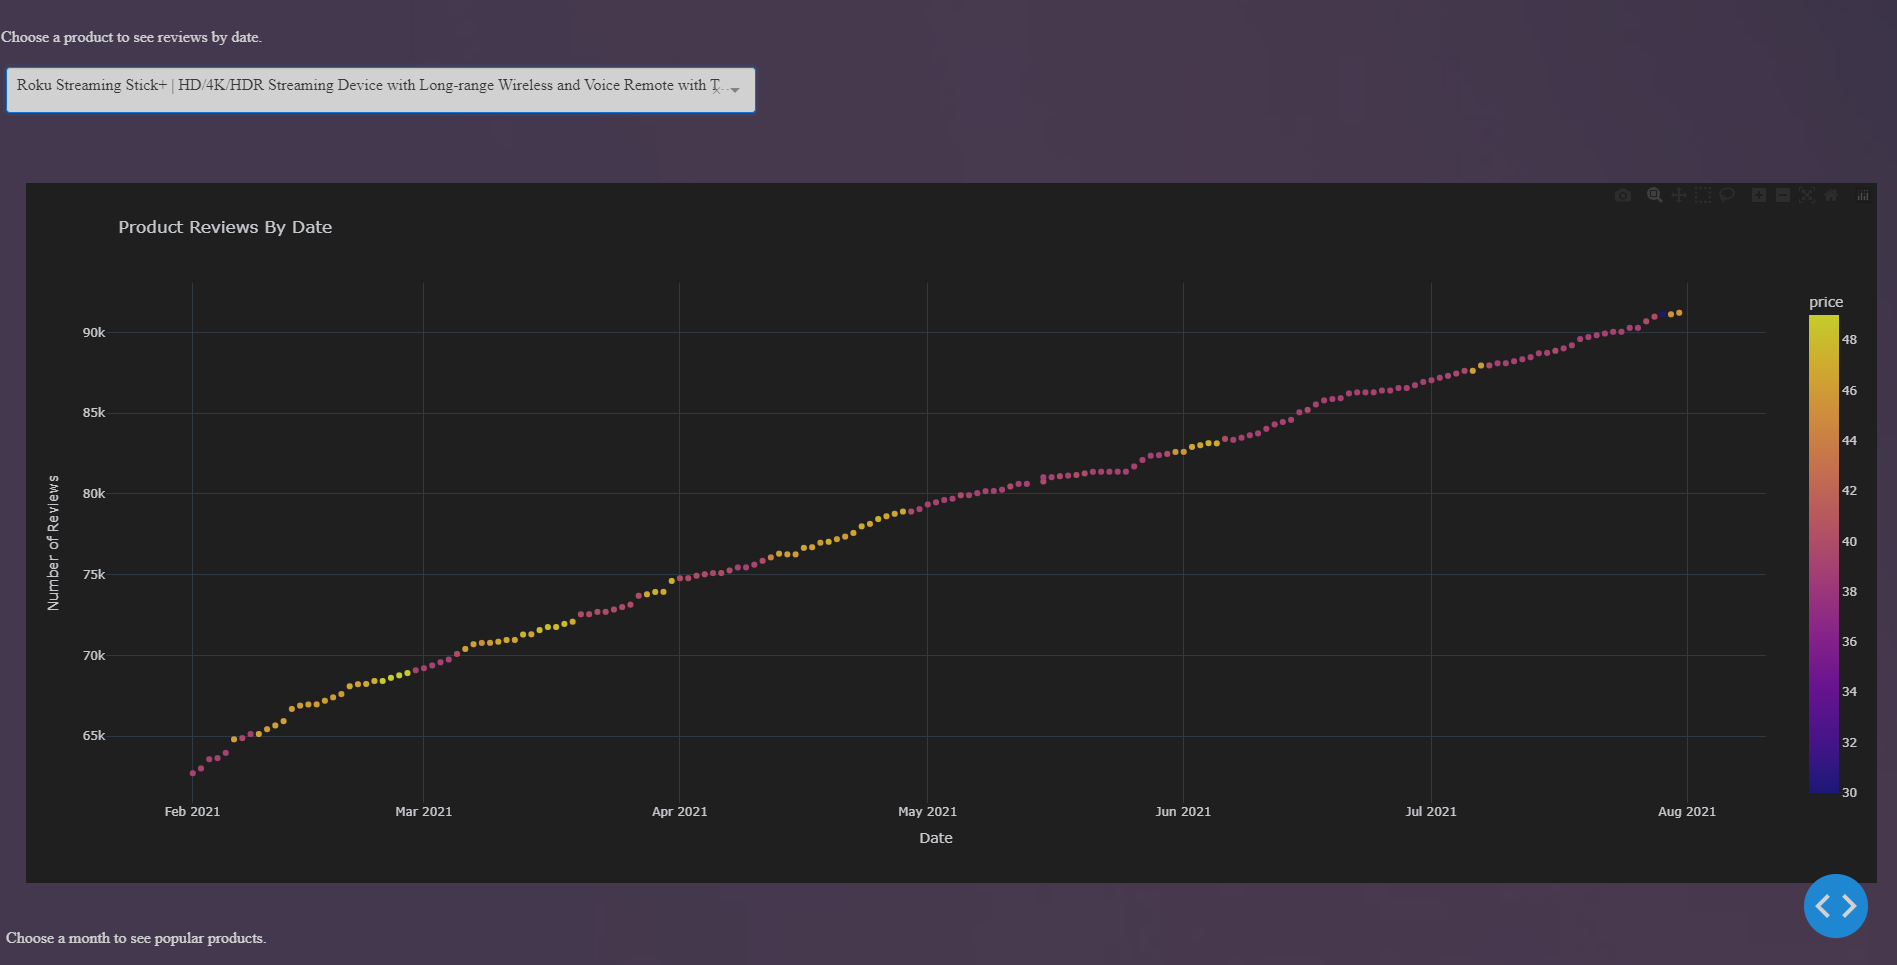 Choose a product to see reviews by date.
Roku Streaming Stick+ | HD/4K/HDR Streaming Device with Long-range Wireless and Voice Remote with T...
Product Reviews By Date
price
90k
85k
80k
75k
70k
65k
Number of Reviews
48
46
44
42
40
38
36
34
32
30
Feb 2021
Mar 2021
Apr 2021
May 2021
Jun 2021
Jul 2021
Aug 2021
Date
Choose a month to see popular products.